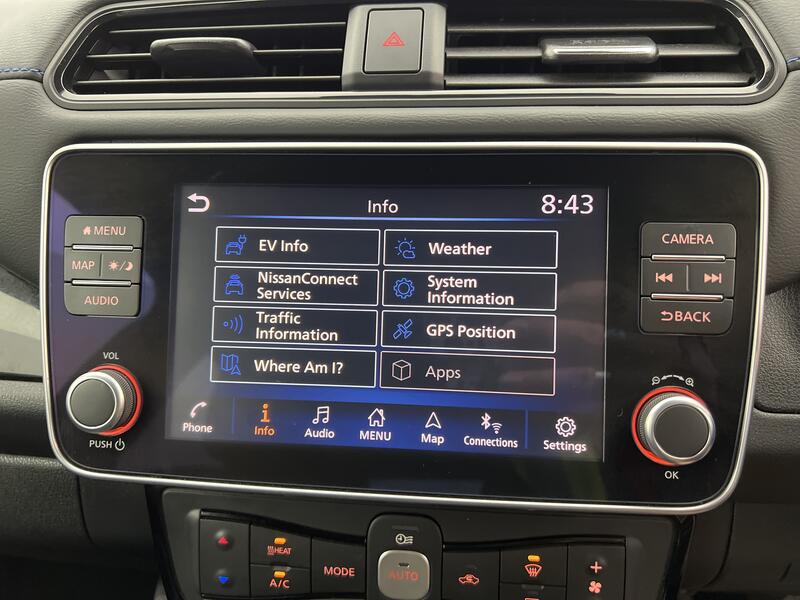 Info
8:43
MENU
MAP
AUDIO
VOL
PUSH
EV Info
Weather
NissanConnect
Services
System
Information
Traffic
Information
GPS Position
Where Am I?
Apps
Phone
Info
Audio
MENU
Map
Connections
Settings
CAMERA
BACK
OK
HEAT
A/C
MODE
AUTO